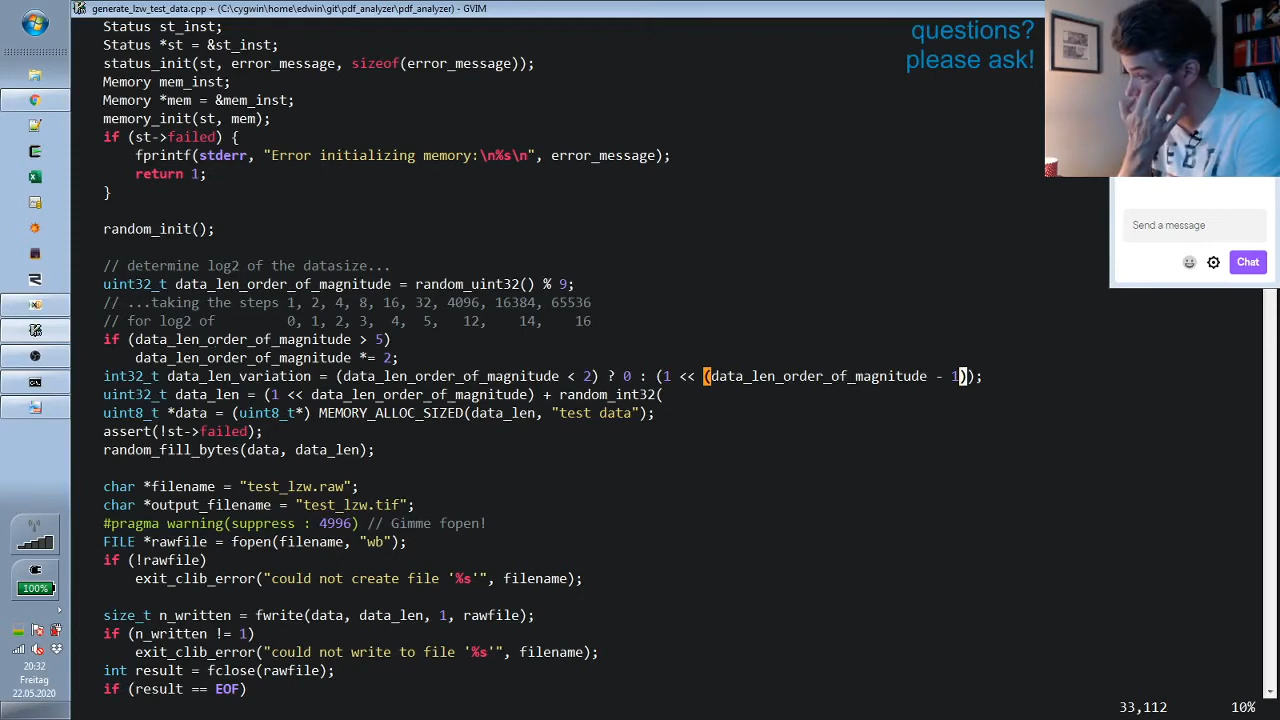 generate_lzw_test_data.cpp + (C:\cygwin\home\edwin\git\pdf_analyzer\pdf_analyzer) - GVIM
Status st_inst;
Status *st = &st_inst;
status_init(st, error_message, sizeof(error_message));
Memory mem_inst;
Memory *mem = &mem_inst;
memory_init(st, mem);
if (st->failed) {
fprintf(stderr, "Error initializing memory:\n%s\n", error_message);
return 1;
}
random_init();
// determine log2 of the datasize...
uint32_t data_len_order_of_magnitude = random_uint32() % 9;
// ...taking the steps 1, 2, 4, 8, 16, 32, 4096, 16384, 65536
// for log2 of 0, 1, 2, 3, 4, 5, 12, 14, 16
if (data_len_order_of_magnitude > 5)
data_len_order_of_magnitude *= 2;
int32_t data_len_variation = (data_len_order_of_magnitude < 2) ? 0 : (1 << (data_len_order_of_magnitude - 1));
uint32_t data_len = (1 << data_len_order_of_magnitude) + random_int32(
uint8_t *data = (uint8_t*) MEMORY_ALLOC_SIZED(data_len, "test data");
assert(!st->failed);
random_fill_bytes(data, data_len);
char *filename = "test_lzw.raw";
char *output_filename = "test_lzw.tif";
#pragma warning(suppress : 4996) // Gimme fopen!
FILE *rawfile = fopen(filename, "wb");
if (!rawfile)
exit_clib_error("could not create file '%s'", filename);
size_t n_written = fwrite(data, data_len, 1, rawfile);
if (n_written != 1)
exit_clib_error("could not write to file '%s'", filename);
int result = fclose(rawfile);
if (result == EOF)
33,112 10%
questions?
please ask!
Send a message
Chat
100%
20:32
Freitag
22.05.2020